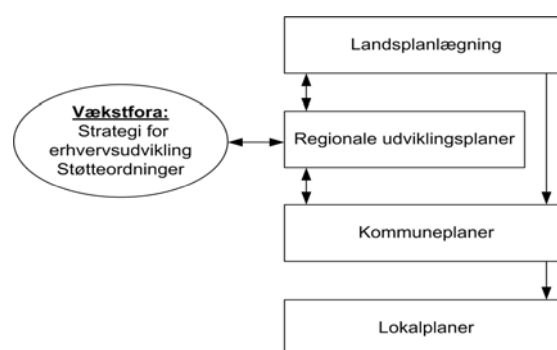 Landsplanlægning
Vækstfora:
Strategi for
erhvervsudvikling
Støtteordninger
Regionale udviklingsplaner
Kommuneplaner
Lokalplaner